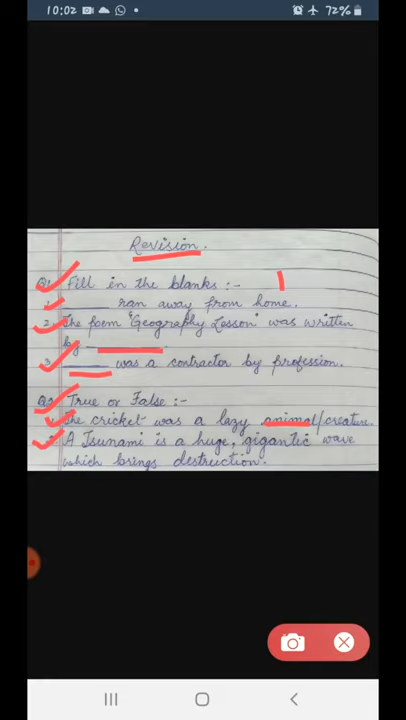 10:02
72%
Revision.
Q1 Fill in the blanks :-
1. ______ ran away from home.
2. The poem "Geography Lesson" was written
by ______.
3. ______ was a contractor by profession.
Q2 True or False :-
1. The cricket was a lazy animal/creature.
2. A Tsunami is a huge, gigantic wave
which brings destruction.